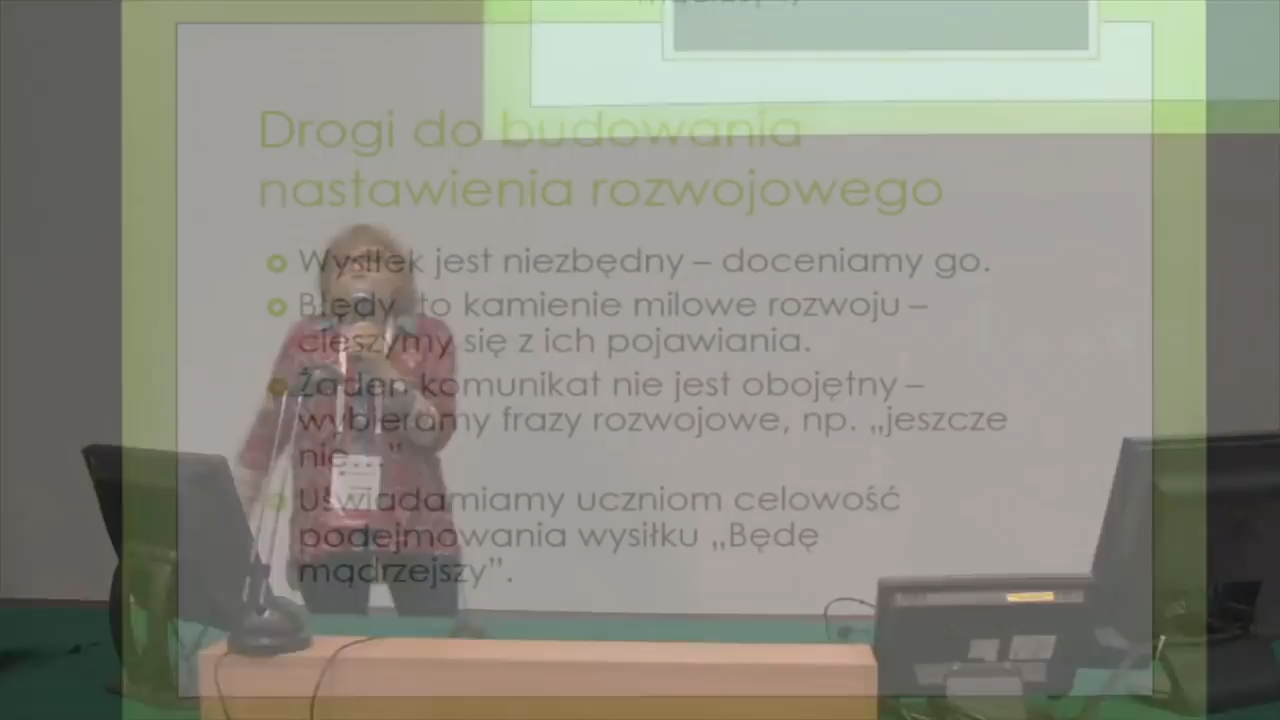 Drogi do budowania
nastawienia rozwojowego
Wysiłek jest niezbędny – doceniamy go.
Błędy to kamienie milowe rozwoju –
cieszymy się z ich pojawiania.
Żaden komunikat nie jest obojętny –
wybieramy frazy rozwojowe, np. „jeszcze
nie..."
Uświadamiamy uczniom celowość
podejmowania wysiłku „Będę
mądrzejszy”.